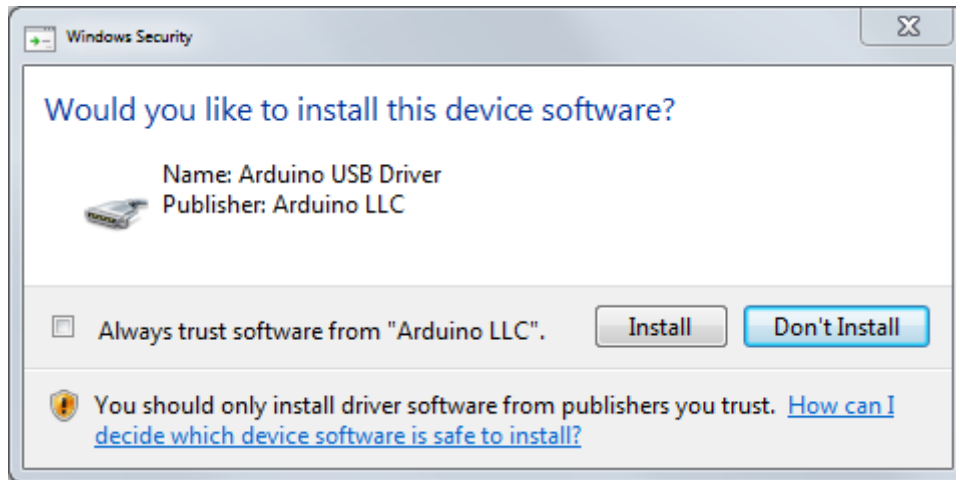 Windows Security
Would you like to install this device software?
Name: Arduino USB Driver
Publisher: Arduino LLC
Always trust software from "Arduino LLC".
Install
Don't Install
You should only install driver software from publishers you trust. How can I
decide which device software is safe to install?